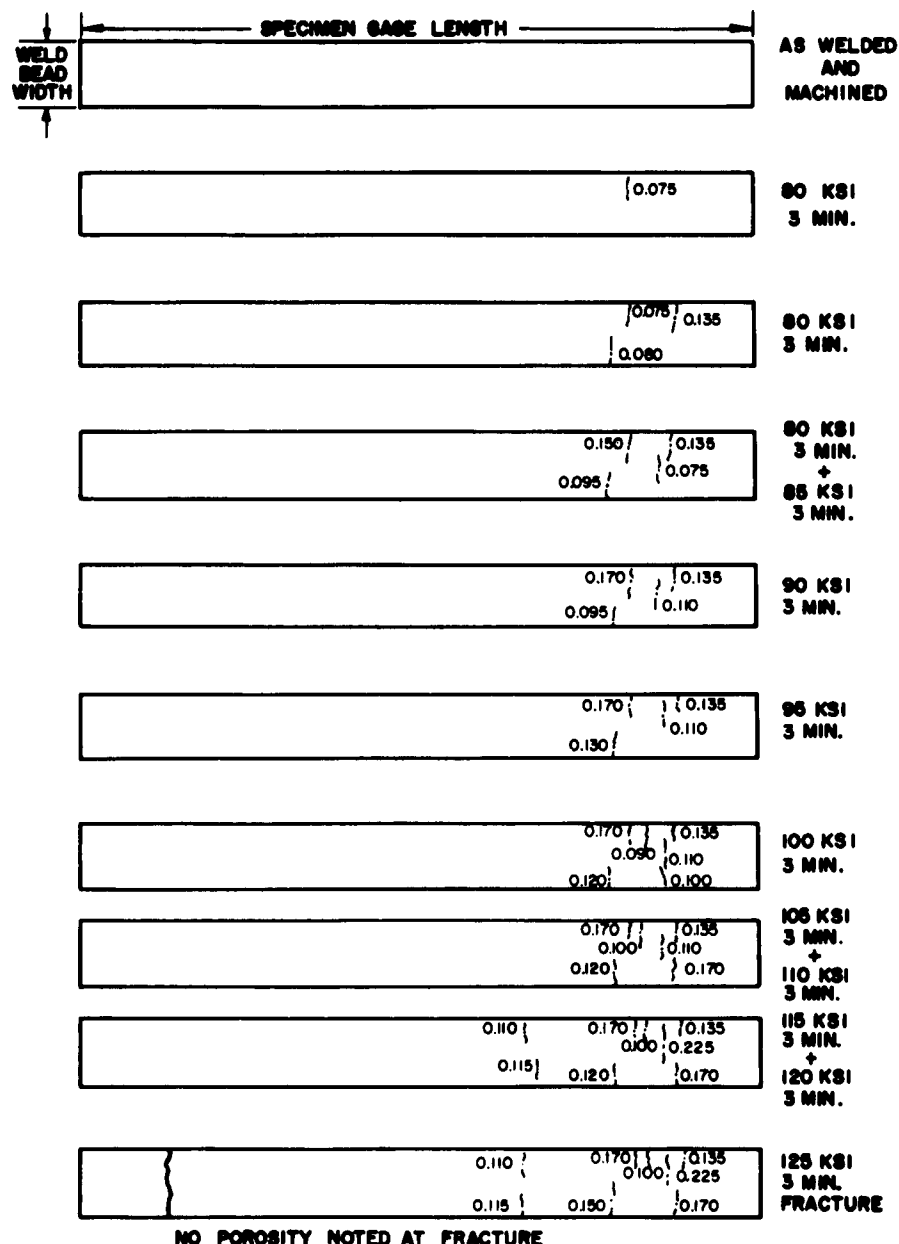 SPECIMEN GAGE LENGTH
WELD
BEAD
WIDTH
AS WELDED
AND
MACHINED
0.075
80 KSI
3 MIN.
0.075
0.135
0.080
80 KSI
3 MIN.
0.150
0.135
0.075
0.095
80 KSI
3 MIN.
+
85 KSI
3 MIN.
0.170
0.135
0.110
0.095
90 KSI
3 MIN.
0.170
0.135
0.110
0.130
95 KSI
3 MIN.
0.170
0.135
0.090
0.110
0.120
0.100
100 KSI
3 MIN.
0.170
0.135
0.100
0.110
0.120
0.170
105 KSI
3 MIN.
+
110 KSI
3 MIN.
0.110
0.170
0.135
0.100
0.225
0.115
0.120
0.170
115 KSI
3 MIN.
+
120 KSI
3 MIN.
0.110
0.170
0.135
0.100
0.225
0.115
0.150
0.170
125 KSI
3 MIN.
FRACTURE
NO POROSITY NOTED AT FRACTURE